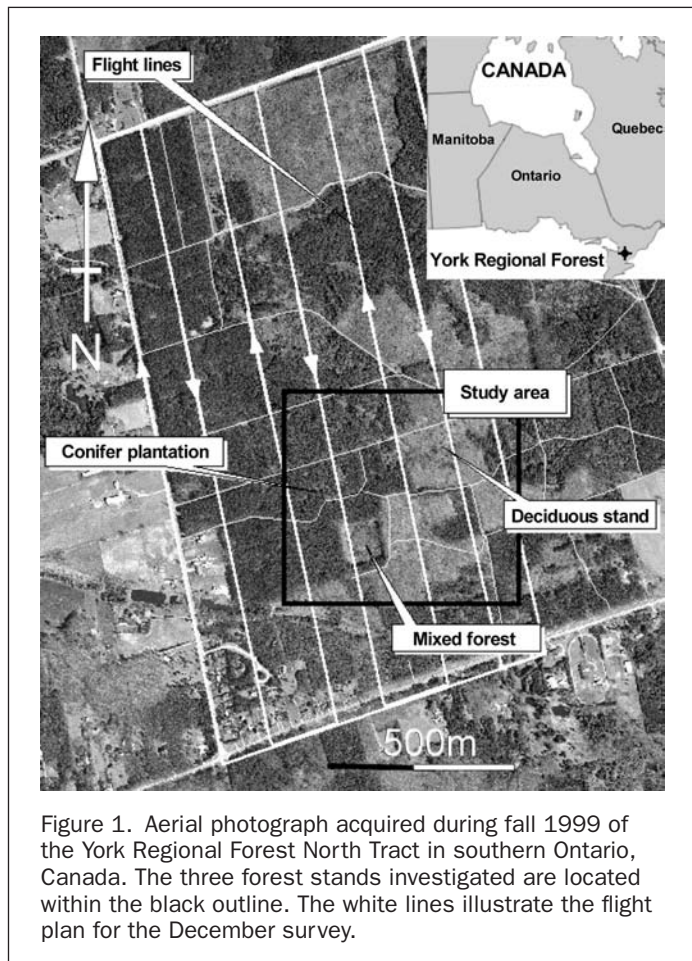 Flight lines
CANADA
Manitoba
Quebec
Ontario
York Regional Forest
N
Study area
Conifer plantation
Deciduous stand
Mixed forest
500m
Figure 1. Aerial photograph acquired during fall 1999 of
the York Regional Forest North Tract in southern Ontario,
Canada. The three forest stands investigated are located
within the black outline. The white lines illustrate the flight
plan for the December survey.